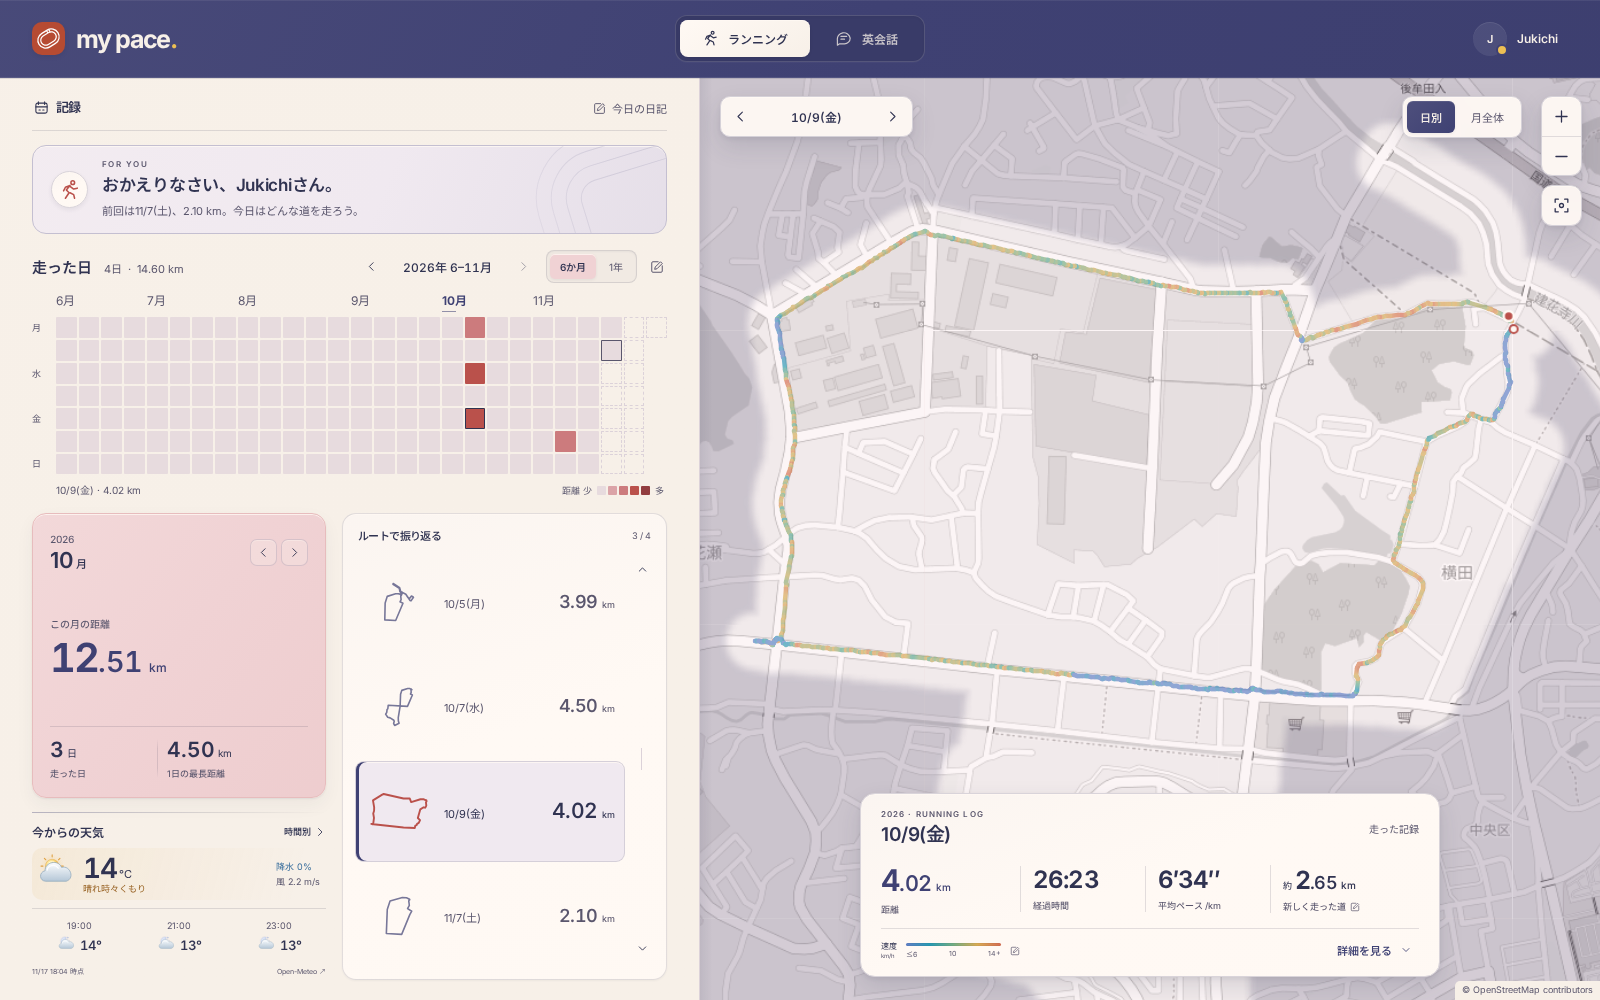 my pace.
ランニング
英会話
J
Jukichi
記録
今日の日記
FOR YOU
おかえりなさい、Jukichiさん。
前回は11/7(土)、2.10 km。今日はどんな道を走ろう。
走った日
4日 · 14.60 km
2026年 6–11月
6か月
1年
6月
7月
8月
9月
10月
11月
月
水
金
日
10/9(金) · 4.02 km
距離 少
多
2026
10月
この月の距離
12.51 km
3日
走った日
4.50 km
1日の最長距離
今からの天気
時間別
14°C
晴れ時々くもり
降水 0%
風 2.2 m/s
19:00
14°
21:00
13°
23:00
13°
11/17 18:04 時点
Open-Meteo ↗
ルートで振り返る
3 / 4
10/5(月)
3.99 km
10/7(水)
4.50 km
10/9(金)
4.02 km
11/7(土)
2.10 km
10/9(金)
日別
月全体
+
−
後牟田入
国道
建花寺山
花瀬
横田
中央区
2026 · RUNNING LOG
10/9(金)
走った記録
4.02 km
距離
26:23
経過時間
6'34''
平均ペース /km
約 2.65 km
新しく走った道
速度
km/h
≤6
10
14+
詳細を見る
© OpenStreetMap contributors